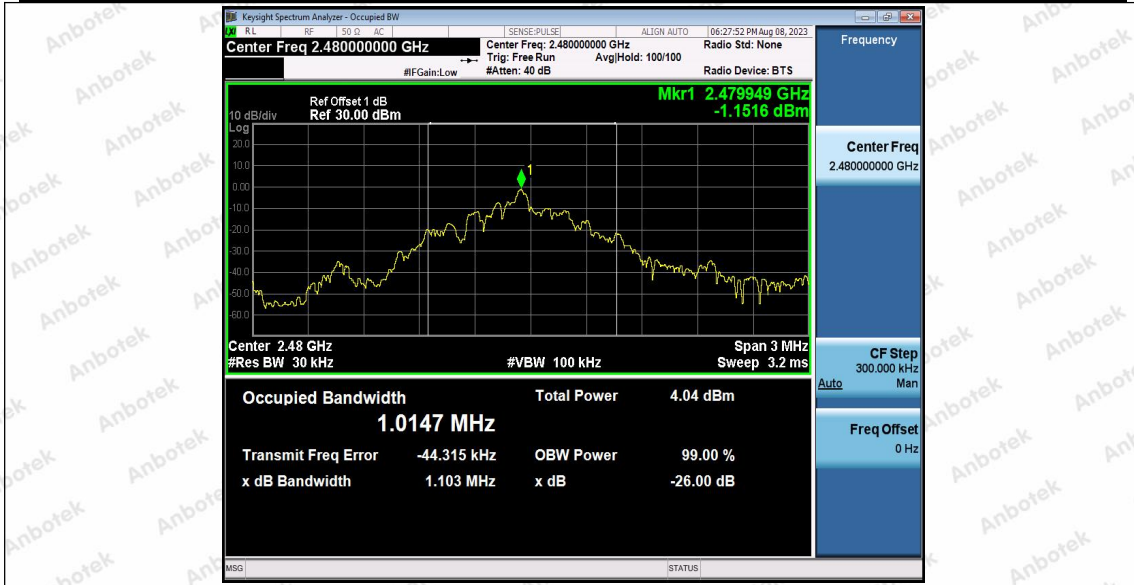 Keysight Spectrum Analyzer - Occupied BW
LXI RL RF 50 Ω AC SENSE:PULSE ALIGN AUTO 06:27:52 PM Aug 08, 2023
Center Freq 2.480000000 GHz
Center Freq: 2.480000000 GHz Radio Std: None
Trig: Free Run Avg|Hold: 100/100
#IFGain:Low #Atten: 40 dB Radio Device: BTS
Frequency
Mkr1 2.479949 GHz
-1.1516 dBm
Ref Offset 1 dB
10 dB/div Ref 30.00 dBm
Log
20.0
10.0
0.00
-10.0
-20.0
-30.0
-40.0
-50.0
-60.0
1
Center Freq
2.480000000 GHz
Center 2.48 GHz Span 3 MHz
#Res BW 30 kHz #VBW 100 kHz Sweep 3.2 ms
CF Step
300.000 kHz
Auto Man
Freq Offset
0 Hz
Occupied Bandwidth Total Power 4.04 dBm
1.0147 MHz
Transmit Freq Error -44.315 kHz OBW Power 99.00 %
x dB Bandwidth 1.103 MHz x dB -26.00 dB
MSG STATUS
Anbotek